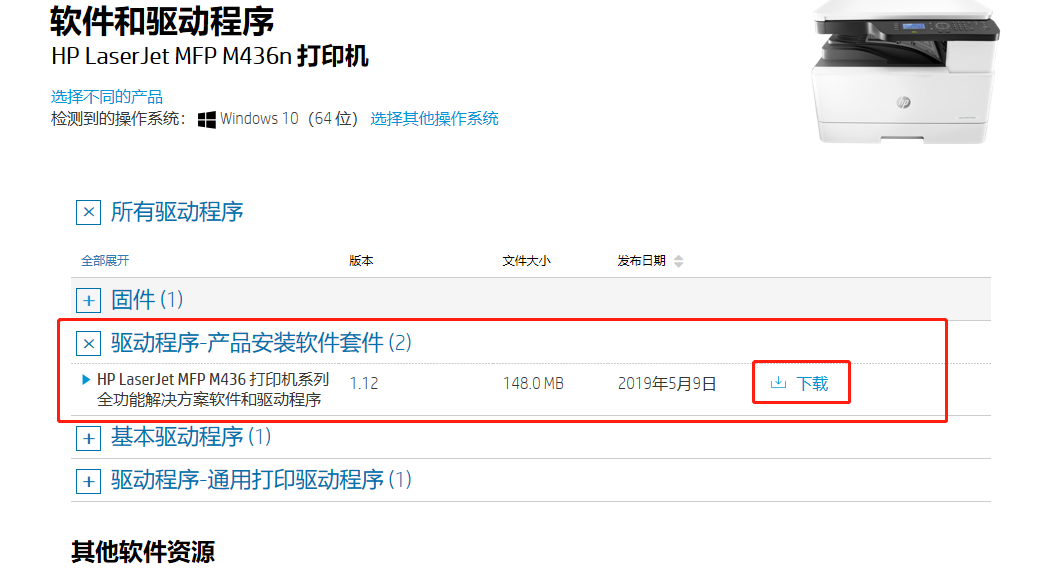 软件和驱动程序
HP LaserJet MFP M436n 打印机
选择不同的产品
检测到的操作系统： Windows 10（64 位） 选择其他操作系统
所有驱动程序
全部展开 版本 文件大小 发布日期
固件 (1)
驱动程序-产品安装软件套件 (2)
HP LaserJet MFP M436 打印机系列 1.12 148.0 MB 2019年5月9日 下载
全功能解决方案软件和驱动程序
基本驱动程序 (1)
驱动程序-通用打印驱动程序 (1)
其他软件资源